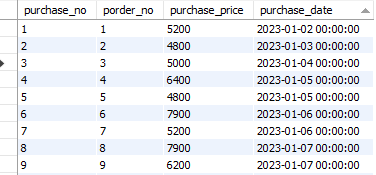 purchase_no porder_no purchase_price purchase_date
1 1 5200 2023-01-02 00:00:00
2 2 4800 2023-01-03 00:00:00
3 3 5000 2023-01-04 00:00:00
4 4 6400 2023-01-05 00:00:00
5 5 4800 2023-01-05 00:00:00
6 6 7900 2023-01-06 00:00:00
7 7 5200 2023-01-06 00:00:00
8 8 7900 2023-01-07 00:00:00
9 9 6200 2023-01-07 00:00:00